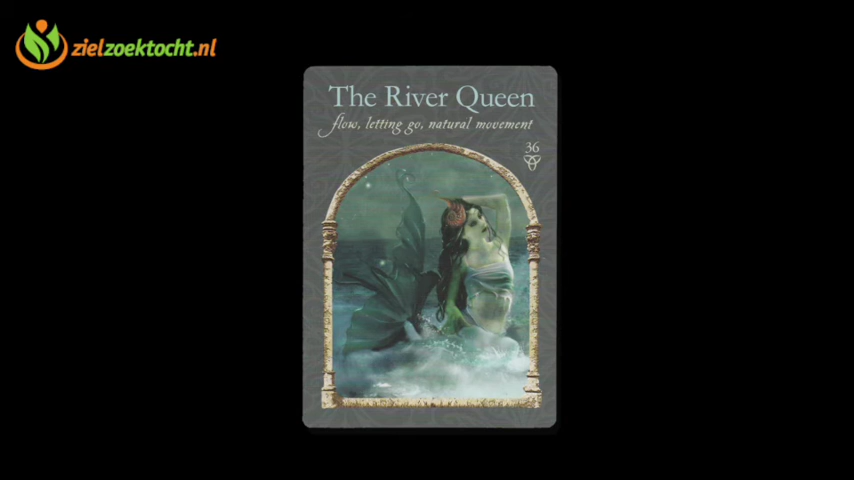 zielzoektocht.nl
The River Queen
flow, letting go, natural movement
36